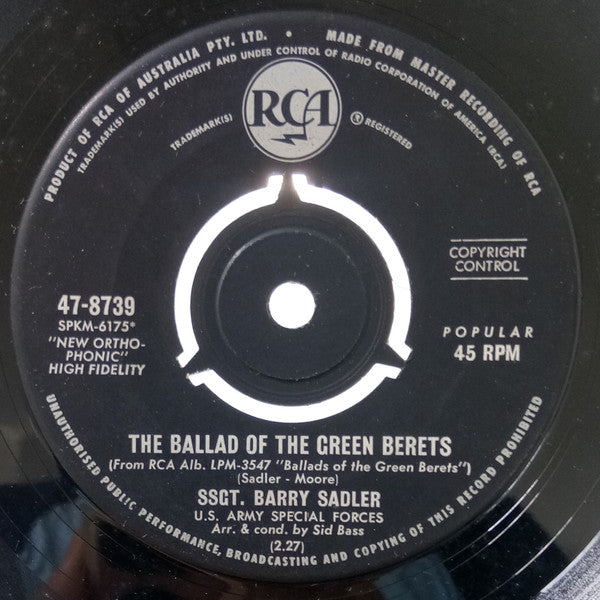 PRODUCT OF RCA OF AUSTRALIA PTY. LTD. • MADE FROM MASTER RECORDING OF RCA
TRADEMARK(S) USED BY AUTHORITY AND UNDER CONTROL OF RADIO CORPORATION OF AMERICA (RCA)
RCA
TRADEMARK(S) ® REGISTERED
COPYRIGHT
CONTROL
47-8739
SPKM-6175*
"NEW ORTHO-
PHONIC"
HIGH FIDELITY
POPULAR
45 RPM
THE BALLAD OF THE GREEN BERETS
(From RCA Alb. LPM-3547 "Ballads of the Green Berets")
(Sadler - Moore)
SSGT. BARRY SADLER
U.S. ARMY SPECIAL FORCES
Arr. & cond. by Sid Bass
(2.27)
UNAUTHORISED PUBLIC PERFORMANCE, BROADCASTING AND COPYING OF THIS RECORD PROHIBITED